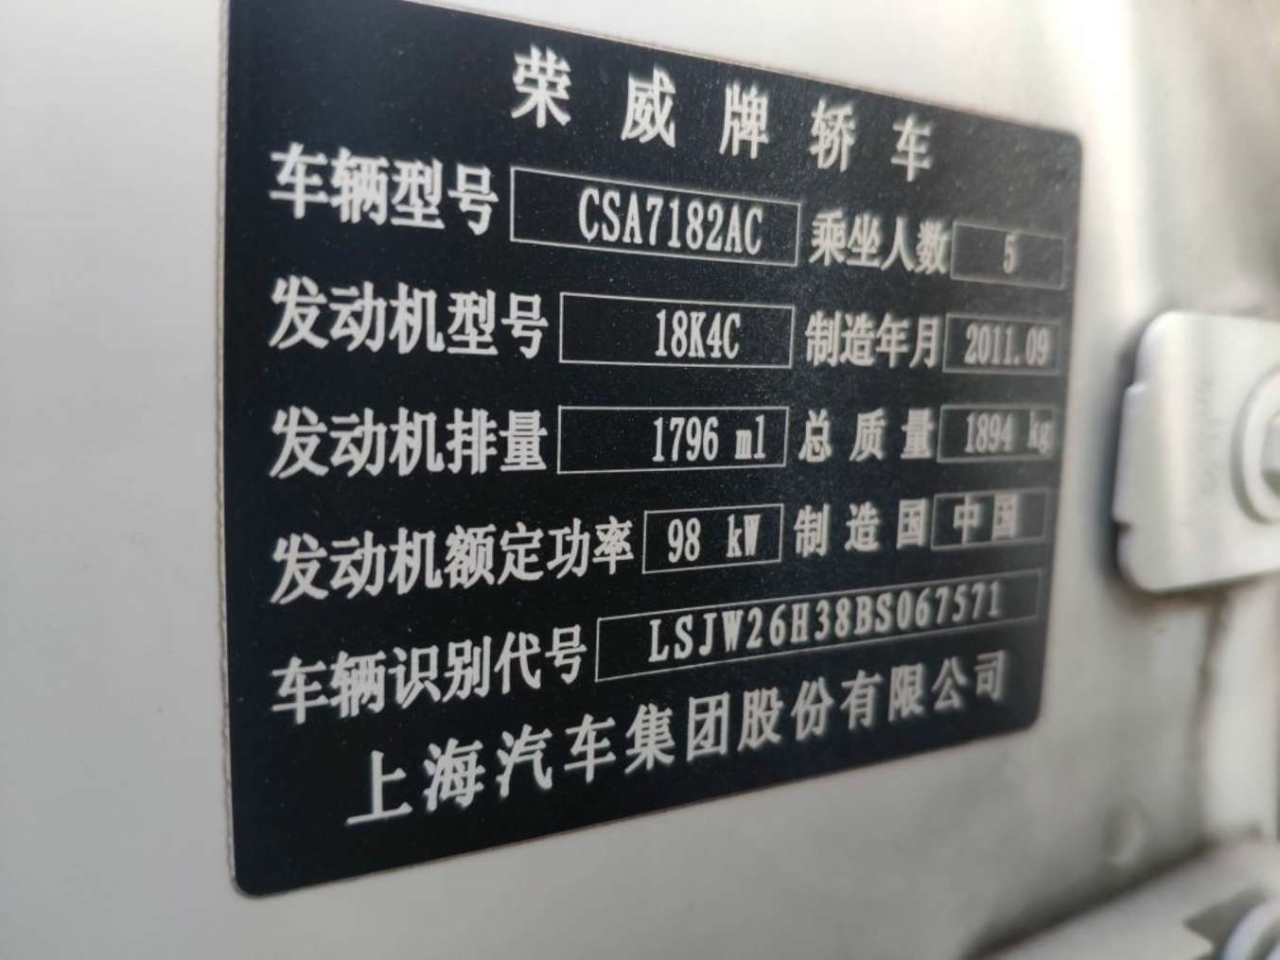 荣威牌轿车
车辆型号 CSA7182AC 乘坐人数 5
发动机型号 18K4C 制造年月 2011.09
发动机排量 1796 ml 总质量 1894 kg
发动机额定功率 98 kW 制造国 中国
车辆识别代号 LSJW26H38BS067571
上海汽车集团股份有限公司